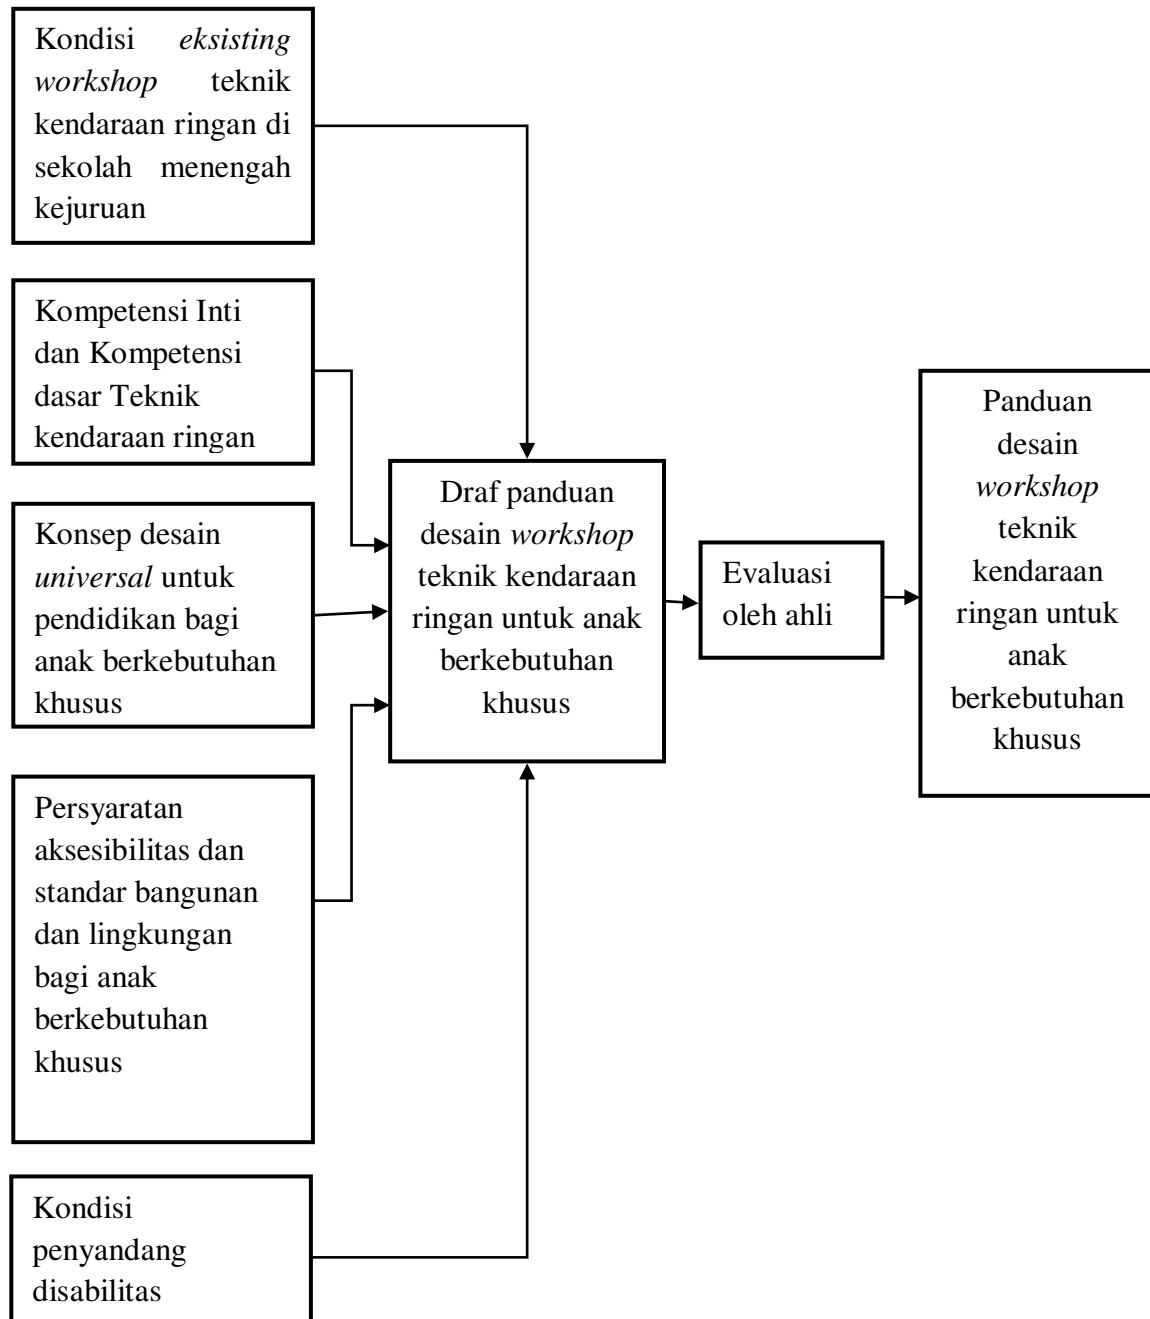 Kondisi eksisting
workshop teknik
kendaraan ringan di
sekolah menengah
kejuruan
Kompetensi Inti
dan Kompetensi
dasar Teknik
kendaraan ringan
Konsep desain
universal untuk
pendidikan bagi
anak berkebutuhan
khusus
Persyaratan
aksesibilitas dan
standar bangunan
dan lingkungan
bagi anak
berkebutuhan
khusus
Kondisi
penyandang
disabilitas
Draf panduan
desain workshop
teknik kendaraan
ringan untuk anak
berkebutuhan
khusus
Evaluasi
oleh ahli
Panduan
desain
workshop
teknik
kendaraan
ringan untuk
anak
berkebutuhan
khusus